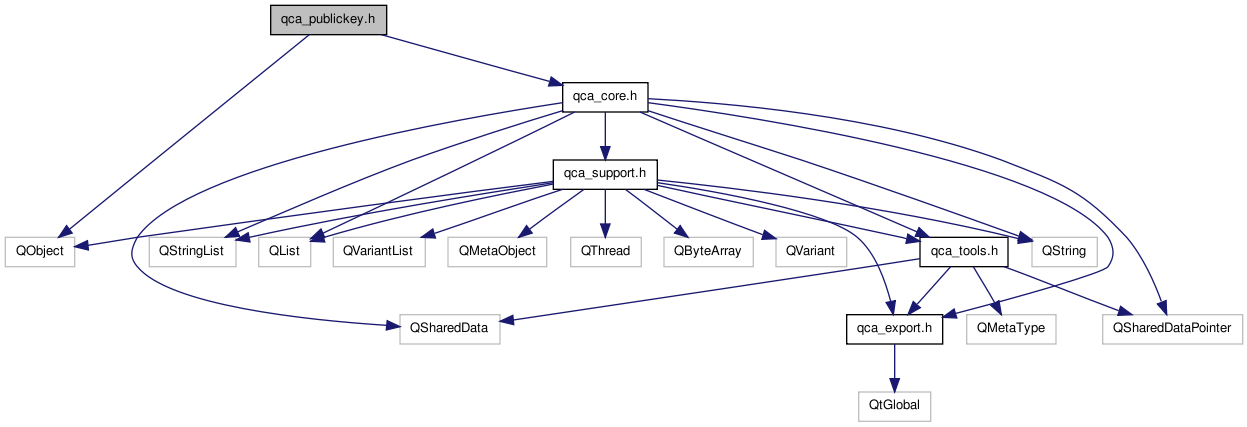 qca_publickey.h
qca_core.h
qca_support.h
QObject
QStringList
QList
QVariantList
QMetaObject
QThread
QByteArray
QVariant
qca_tools.h
QString
QSharedData
qca_export.h
QMetaType
QSharedDataPointer
QtGlobal